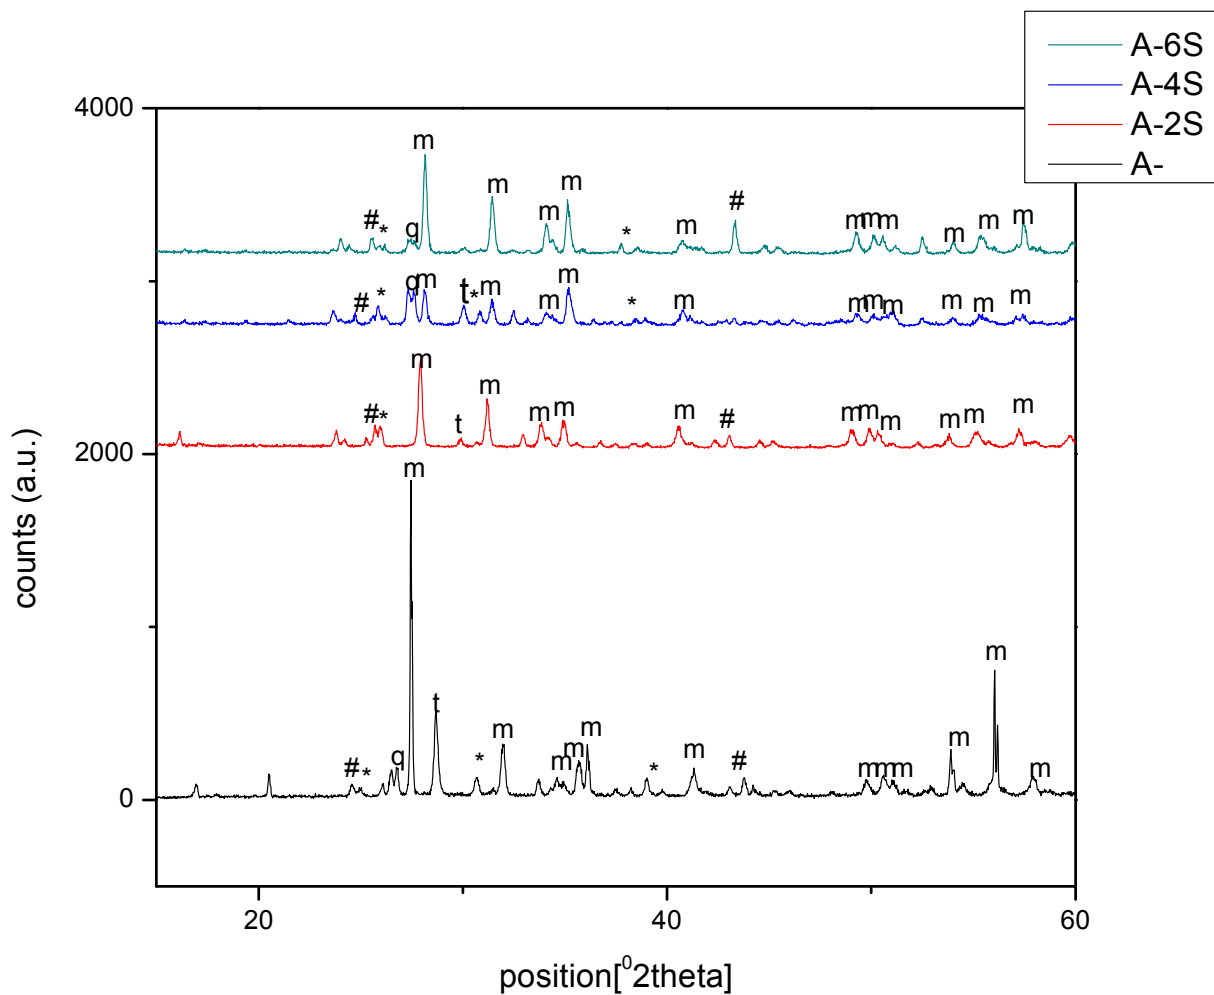 A-6S
A-4S
A-2S
A-
4000
2000
0
counts (a.u.)
m
# * q m m m # m m m m m
m * m
# * q m t * m m m * m m m m m m m
m
# * t m m m m # m m m m m m
m
m
t
# * q * m m m m * m # m m m m m
20 40 60
position[⁰2theta]